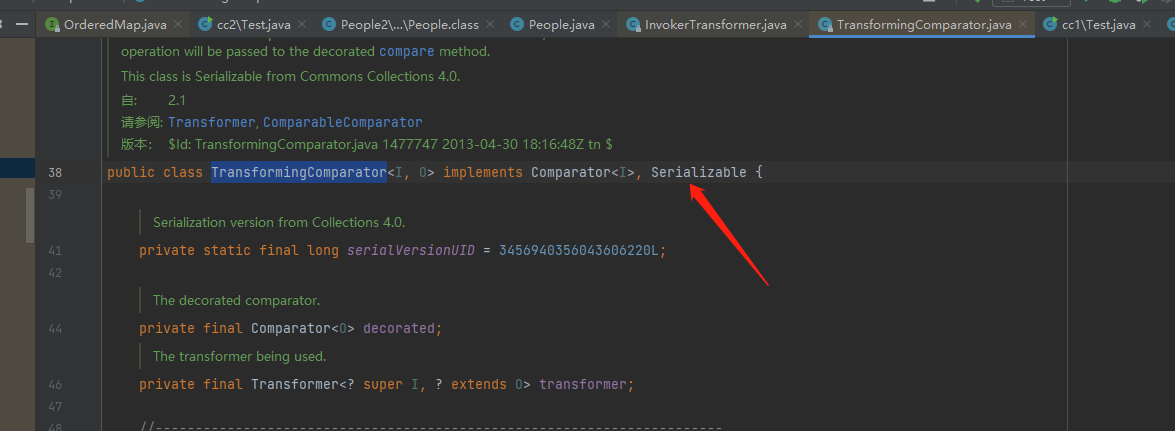 OrderedMap.java cc2\Test.java People2\...\People.class People.java InvokerTransformer.java TransformingComparator.java cc1\Test.java
operation will be passed to the decorated compare method.
This class is Serializable from Commons Collections 4.0.
自: 2.1
请参阅: Transformer, ComparableComparator
版本: $Id: TransformingComparator.java 1477747 2013-04-30 18:16:48Z tn $
38 public class TransformingComparator<I, O> implements Comparator<I>, Serializable {
39
Serialization version from Collections 4.0.
41 private static final long serialVersionUID = 3456940356043606220L;
42
The decorated comparator.
44 private final Comparator<O> decorated;
The transformer being used.
46 private final Transformer<? super I, ? extends O> transformer;
47
48 //-----------------------------------------------------------------------